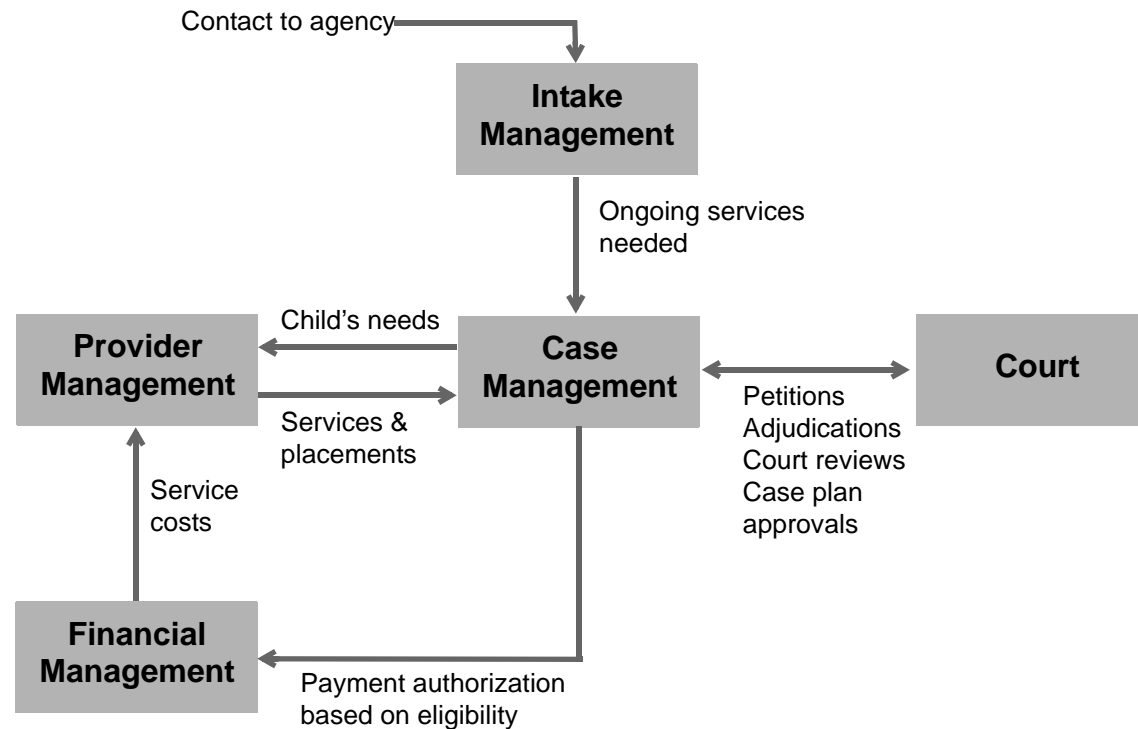 Contact to agency
Intake
Management
Ongoing services
needed
Child's needs
Provider
Management
Case
Management
Court
Services &
placements
Petitions
Adjudications
Court reviews
Case plan
approvals
Service
costs
Financial
Management
Payment authorization
based on eligibility